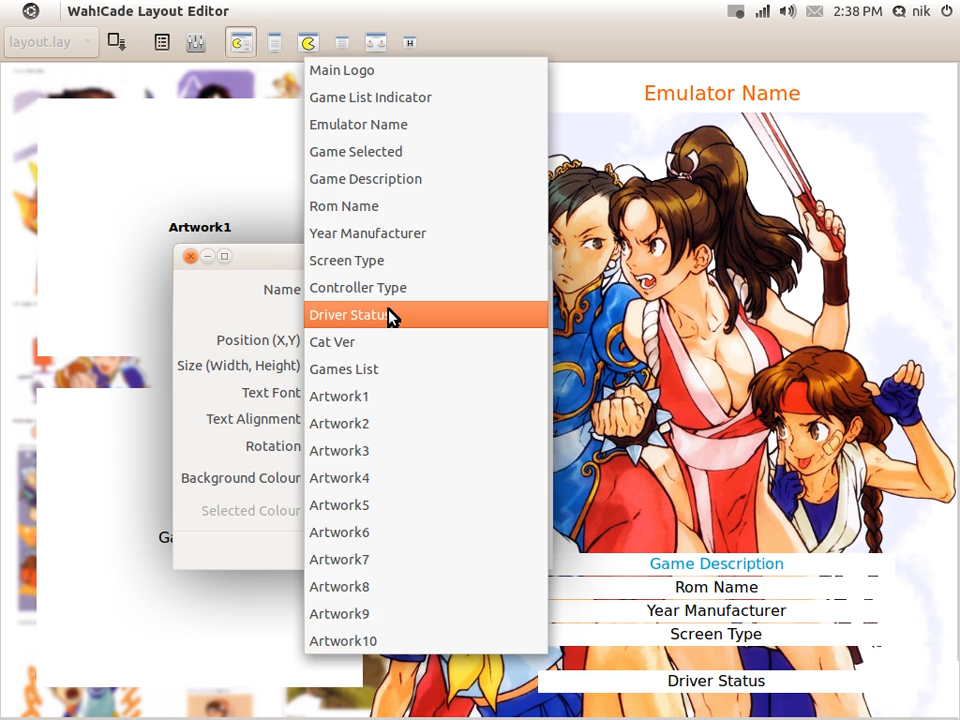 Wah!Cade Layout Editor
2:38 PM
nik
layout.lay
H
Main Logo
Game List Indicator
Emulator Name
Game Selected
Game Description
Rom Name
Year Manufacturer
Screen Type
Controller Type
Driver Status
Cat Ver
Games List
Artwork1
Artwork2
Artwork3
Artwork4
Artwork5
Artwork6
Artwork7
Artwork8
Artwork9
Artwork10
Artwork1
Name
Position (X,Y)
Size (Width, Height)
Text Font
Text Alignment
Rotation
Background Colour
Selected Colour
Emulator Name
Game Description
Rom Name
Year Manufacturer
Screen Type
Driver Status